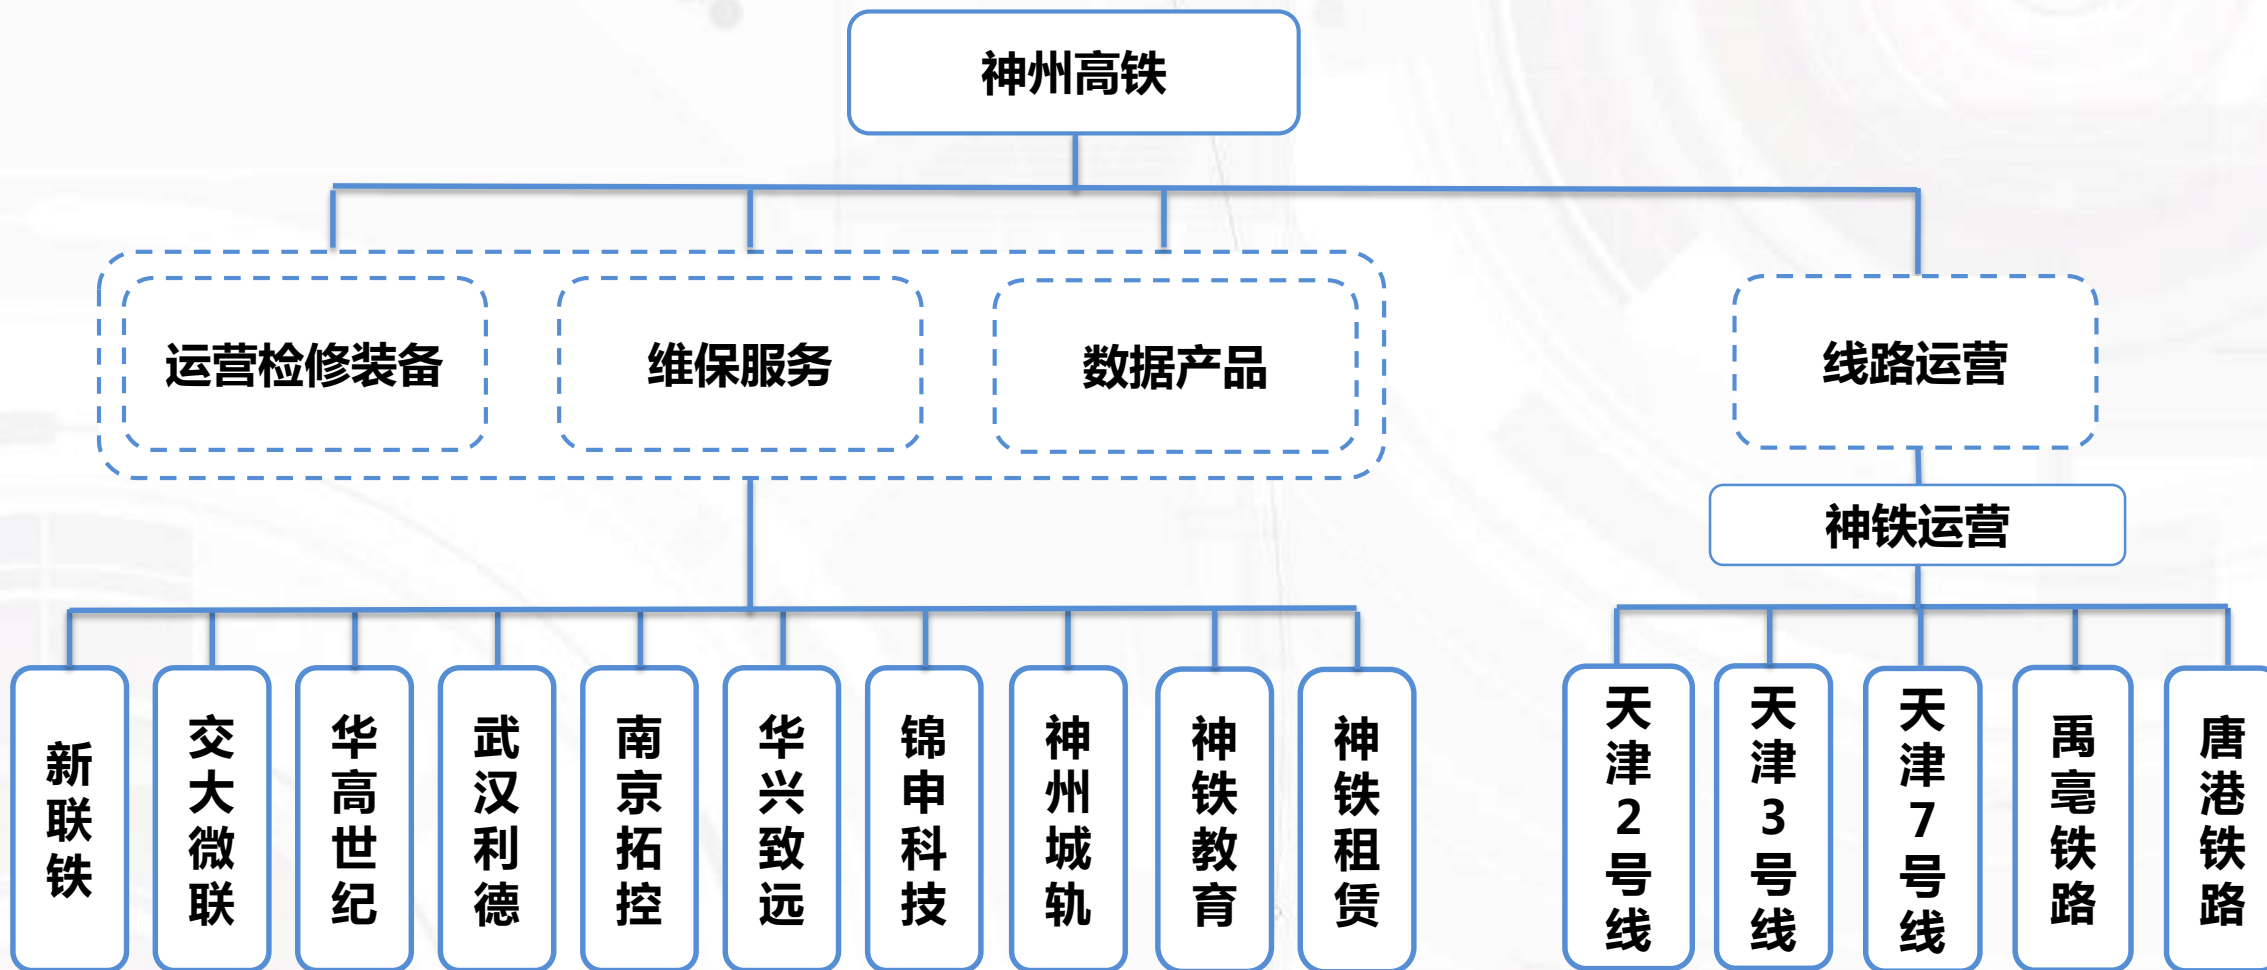 神州高铁
运营检修装备
维保服务
数据产品
线路运营
神铁运营
新联铁
交大微联
华高世纪
武汉利德
南京拓控
华兴致远
锦申科技
神州城轨
神铁教育
神铁租赁
天津2号线
天津3号线
天津7号线
禹亳铁路
唐港铁路